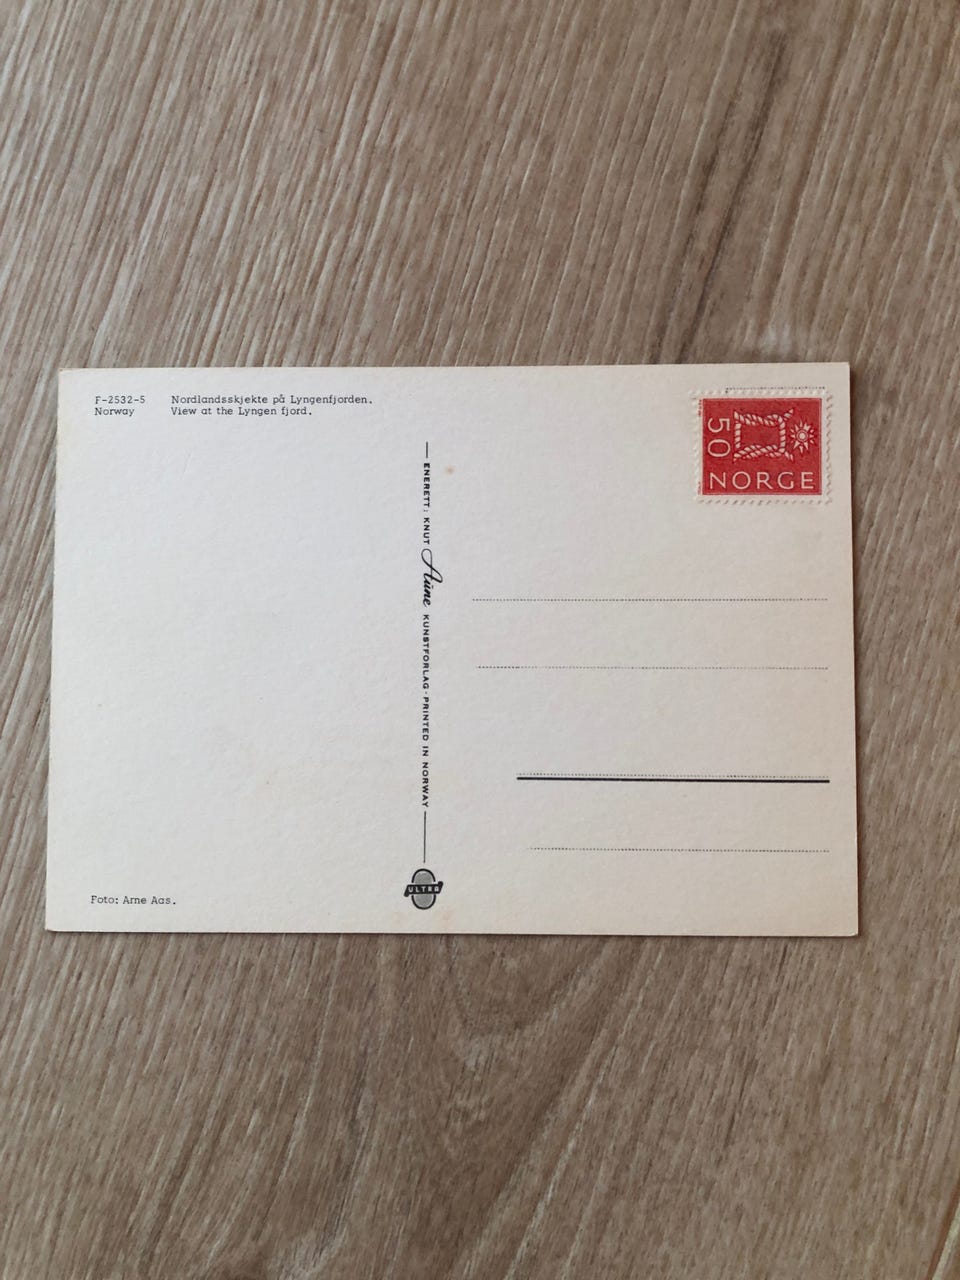 F-2532-5 Nordlandsskjekte på Lyngenfjorden.
Norway View at the Lyngen fjord.
50
NORGE
ENERETT: KNUT Aüne KUNSTFORLAG - PRINTED IN NORWAY
ULTRA
Foto: Arne Aas.